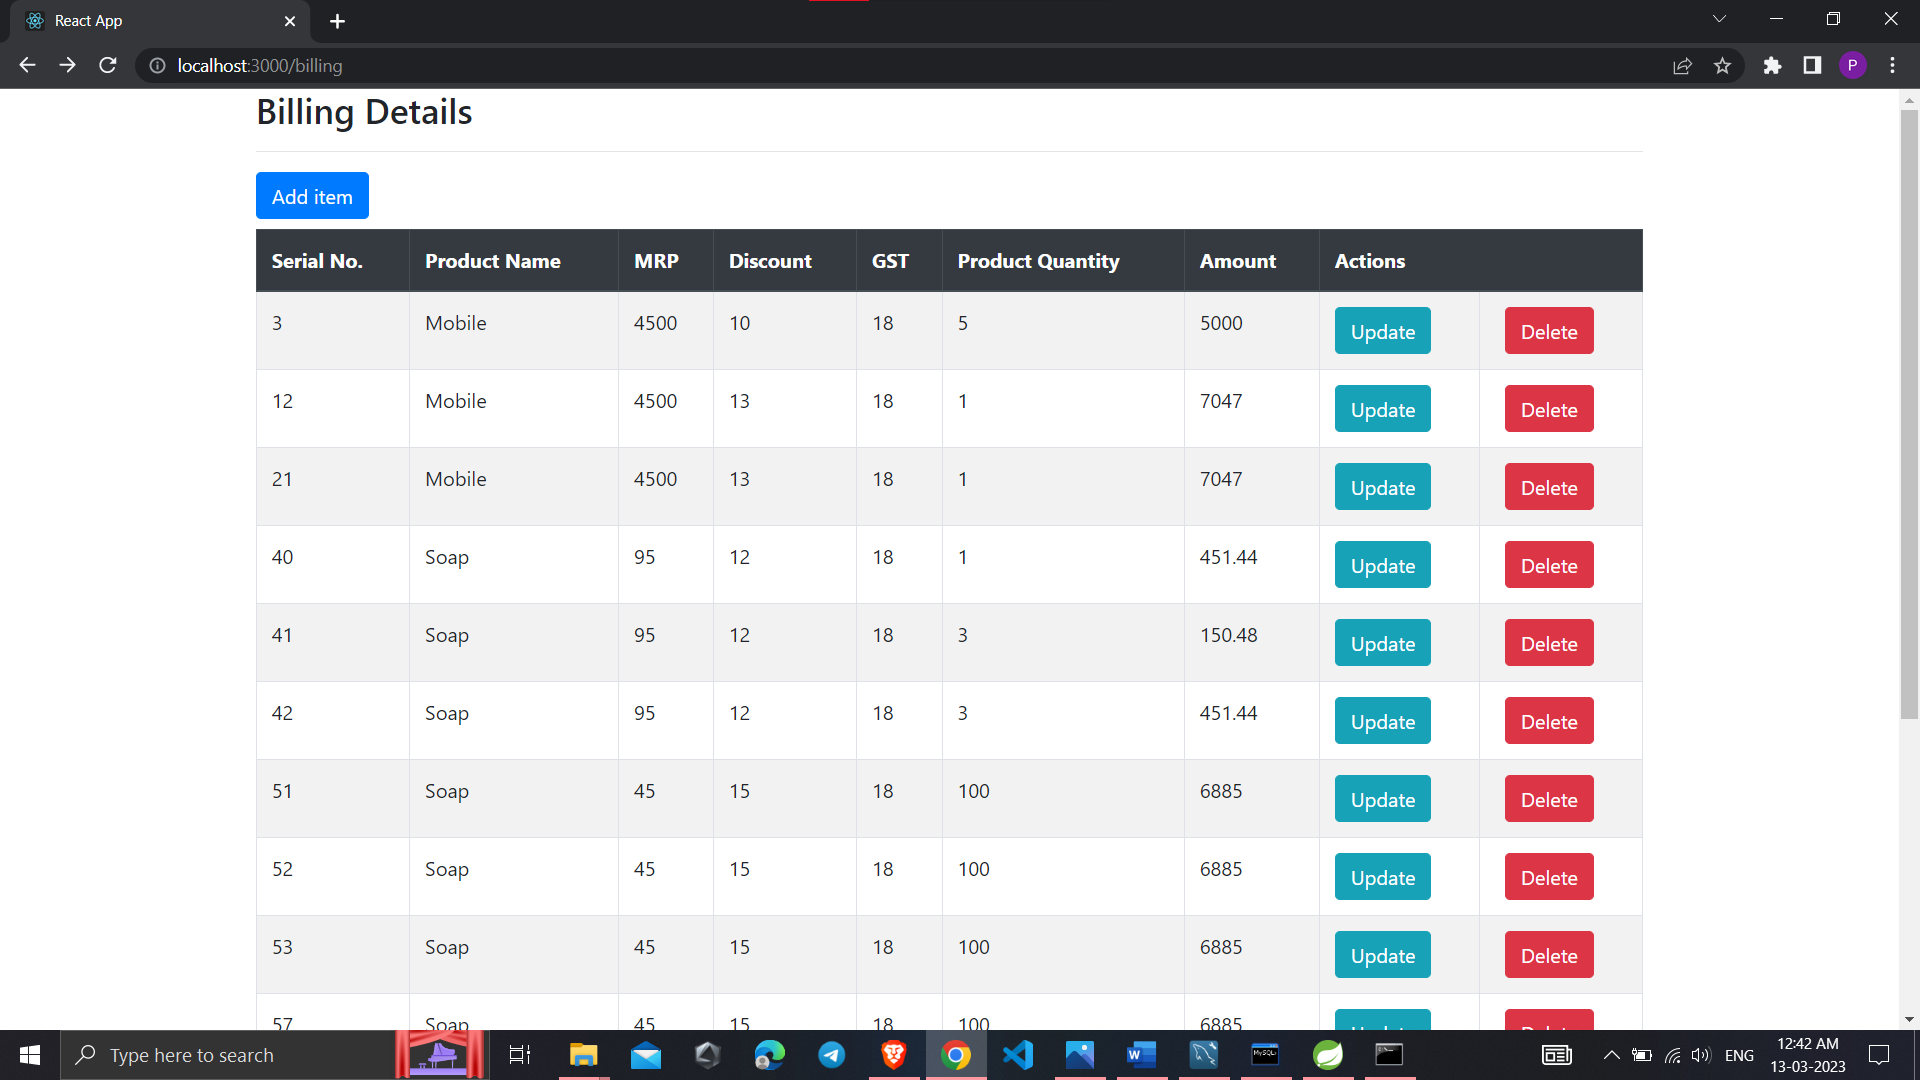 React App
localhost:3000/billing
P
Billing Details
Add item
Serial No. Product Name MRP Discount GST Product Quantity Amount Actions
3 Mobile 4500 10 18 5 5000 Update Delete
12 Mobile 4500 13 18 1 7047 Update Delete
21 Mobile 4500 13 18 1 7047 Update Delete
40 Soap 95 12 18 1 451.44 Update Delete
41 Soap 95 12 18 3 150.48 Update Delete
42 Soap 95 12 18 3 451.44 Update Delete
51 Soap 45 15 18 100 6885 Update Delete
52 Soap 45 15 18 100 6885 Update Delete
53 Soap 45 15 18 100 6885 Update Delete
57 Soap 45 15 18 100 6885 Update Delete
Type here to search
MySQL
ENG
12:42 AM
13-03-2023